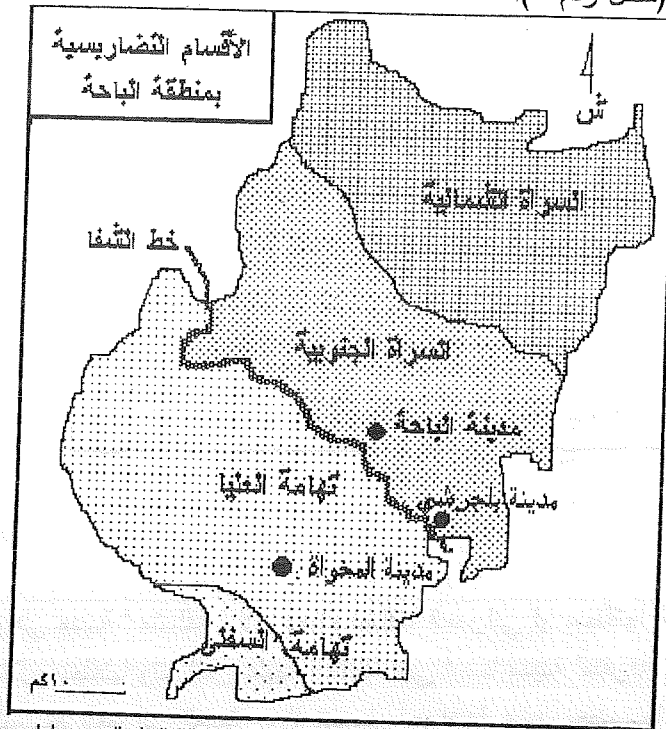 الأقسام التضاريسية
بمنطقة الباحة
ش
السراة الشمالية
خط الشفا
السراة الجنوبية
مدينة الباحة
تهامة العليا
مدينة بلجرشي
مدينة المخواة
تهامة السفلى
١٠كم